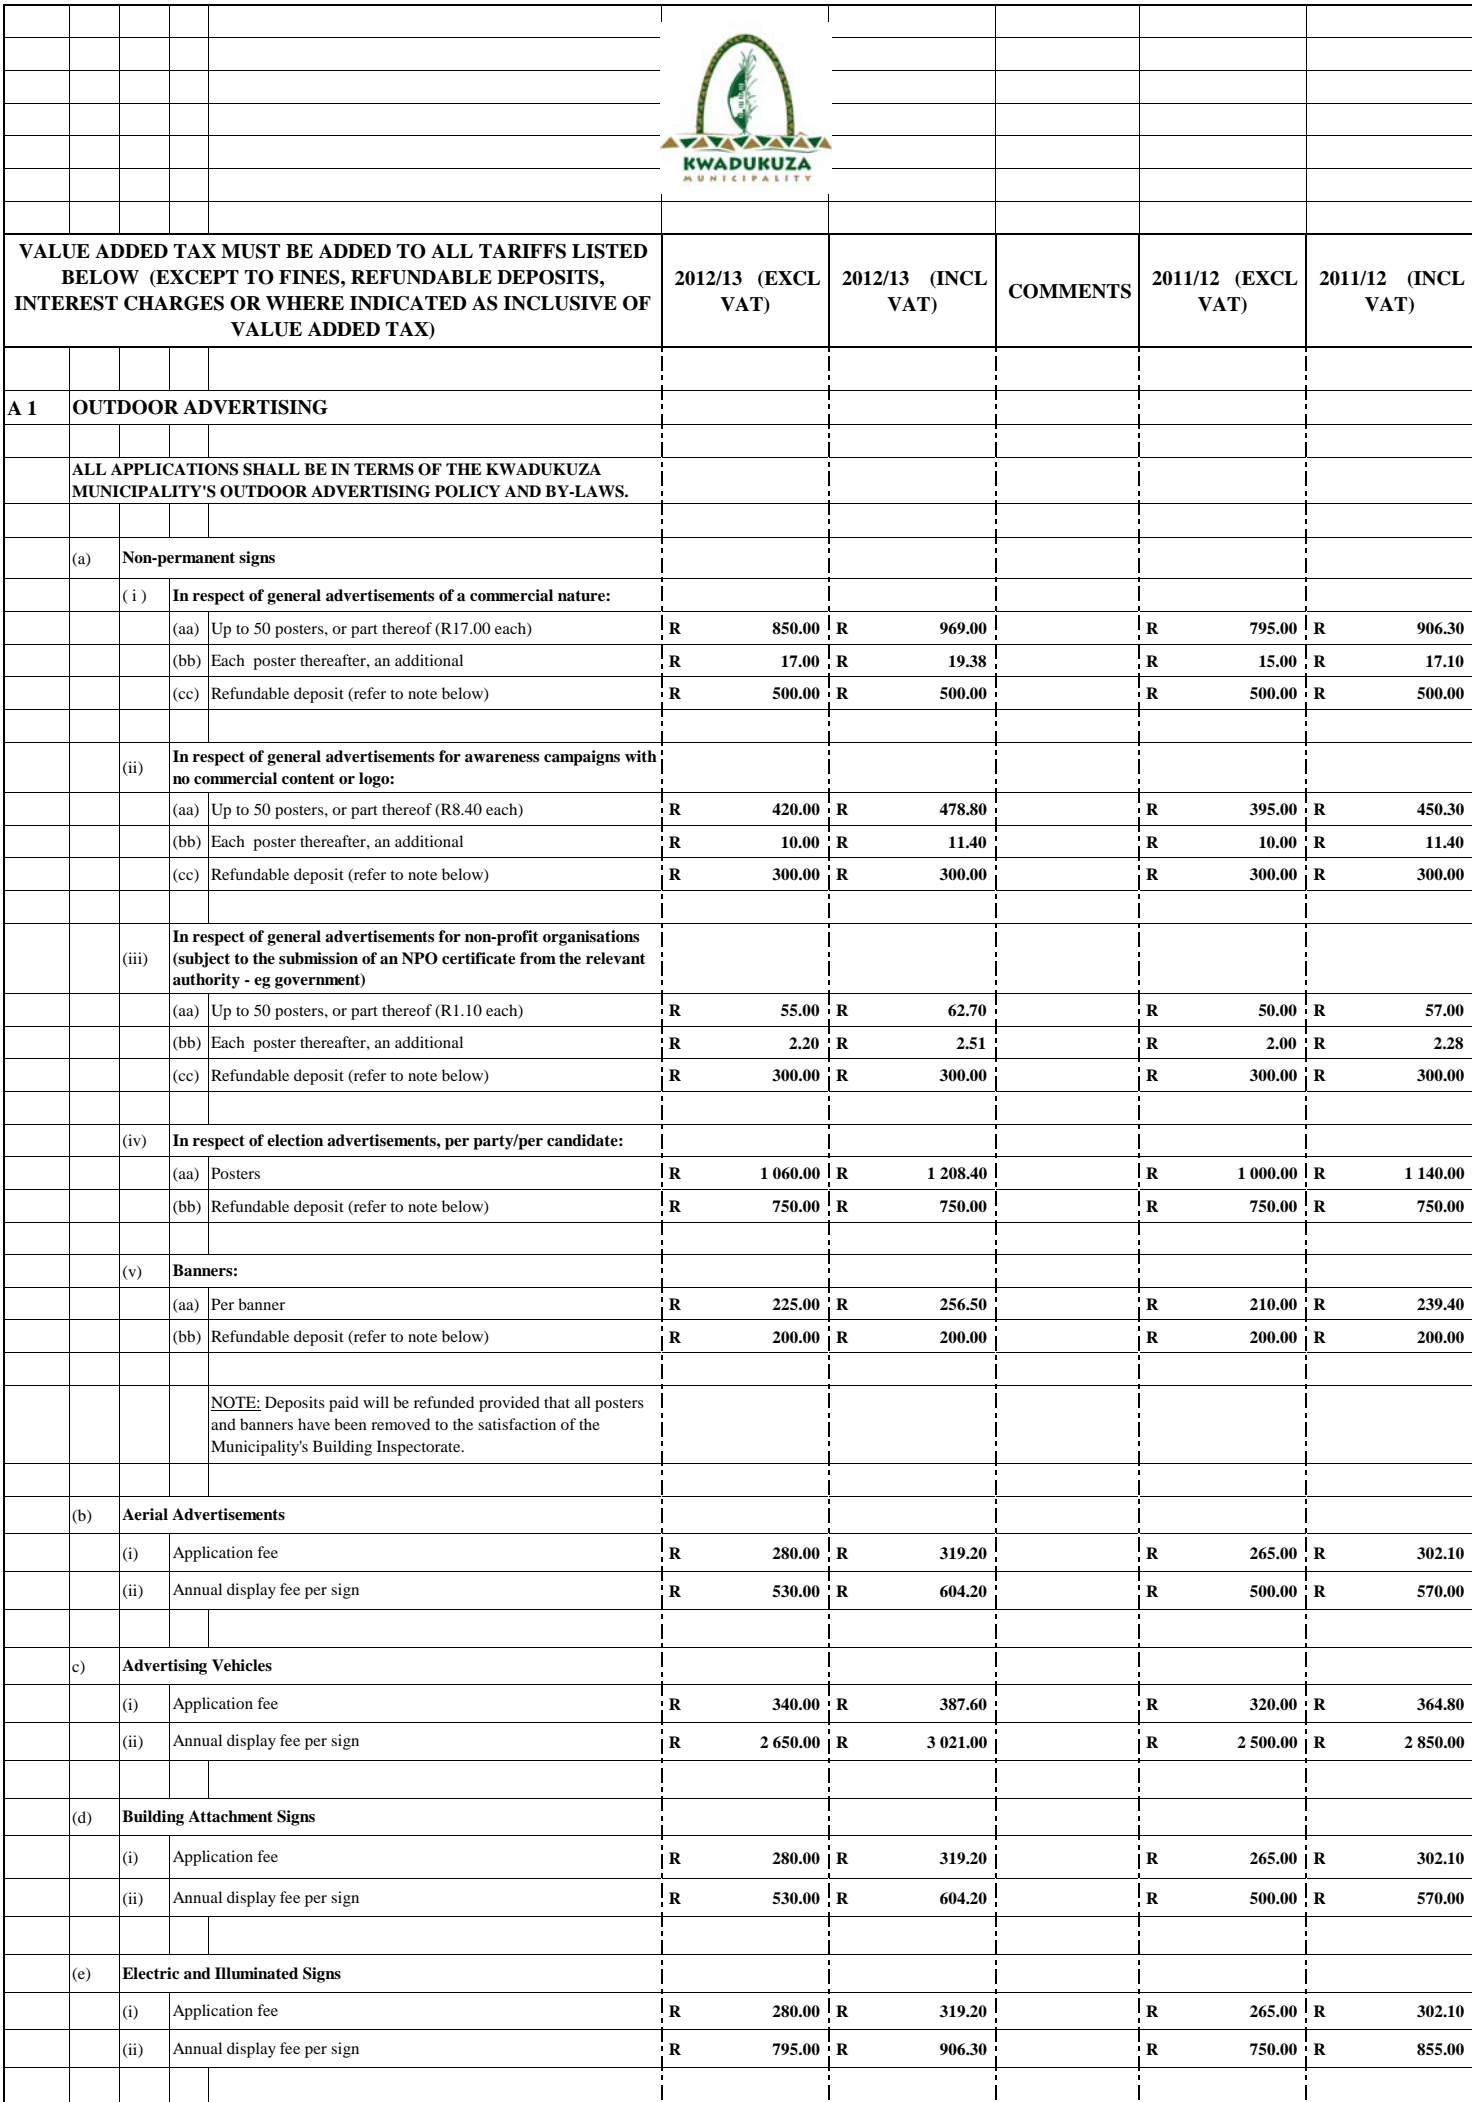 KWADUKUZA
MUNICIPALITY
VALUE ADDED TAX MUST BE ADDED TO ALL TARIFFS LISTED
BELOW (EXCEPT TO FINES, REFUNDABLE DEPOSITS,
INTEREST CHARGES OR WHERE INDICATED AS INCLUSIVE OF
VALUE ADDED TAX)
2012/13 (EXCL
VAT)
2012/13 (INCL
VAT)
COMMENTS
2011/12 (EXCL
VAT)
2011/12 (INCL
VAT)
A 1 OUTDOOR ADVERTISING
ALL APPLICATIONS SHALL BE IN TERMS OF THE KWADUKUZA
MUNICIPALITY'S OUTDOOR ADVERTISING POLICY AND BY-LAWS.
(a) Non-permanent signs
( i ) In respect of general advertisements of a commercial nature:
(aa) Up to 50 posters, or part thereof (R17.00 each) R 850.00 R 969.00 R 795.00 R 906.30
(bb) Each poster thereafter, an additional R 17.00 R 19.38 R 15.00 R 17.10
(cc) Refundable deposit (refer to note below) R 500.00 R 500.00 R 500.00 R 500.00
(ii) In respect of general advertisements for awareness campaigns with
no commercial content or logo:
(aa) Up to 50 posters, or part thereof (R8.40 each) R 420.00 R 478.80 R 395.00 R 450.30
(bb) Each poster thereafter, an additional R 10.00 R 11.40 R 10.00 R 11.40
(cc) Refundable deposit (refer to note below) R 300.00 R 300.00 R 300.00 R 300.00
(iii) In respect of general advertisements for non-profit organisations
(subject to the submission of an NPO certificate from the relevant
authority - eg government)
(aa) Up to 50 posters, or part thereof (R1.10 each) R 55.00 R 62.70 R 50.00 R 57.00
(bb) Each poster thereafter, an additional R 2.20 R 2.51 R 2.00 R 2.28
(cc) Refundable deposit (refer to note below) R 300.00 R 300.00 R 300.00 R 300.00
(iv) In respect of election advertisements, per party/per candidate:
(aa) Posters R 1 060.00 R 1 208.40 R 1 000.00 R 1 140.00
(bb) Refundable deposit (refer to note below) R 750.00 R 750.00 R 750.00 R 750.00
(v) Banners:
(aa) Per banner R 225.00 R 256.50 R 210.00 R 239.40
(bb) Refundable deposit (refer to note below) R 200.00 R 200.00 R 200.00 R 200.00
NOTE: Deposits paid will be refunded provided that all posters
and banners have been removed to the satisfaction of the
Municipality's Building Inspectorate.
(b) Aerial Advertisements
(i) Application fee R 280.00 R 319.20 R 265.00 R 302.10
(ii) Annual display fee per sign R 530.00 R 604.20 R 500.00 R 570.00
c) Advertising Vehicles
(i) Application fee R 340.00 R 387.60 R 320.00 R 364.80
(ii) Annual display fee per sign R 2 650.00 R 3 021.00 R 2 500.00 R 2 850.00
(d) Building Attachment Signs
(i) Application fee R 280.00 R 319.20 R 265.00 R 302.10
(ii) Annual display fee per sign R 530.00 R 604.20 R 500.00 R 570.00
(e) Electric and Illuminated Signs
(i) Application fee R 280.00 R 319.20 R 265.00 R 302.10
(ii) Annual display fee per sign R 795.00 R 906.30 R 750.00 R 855.00